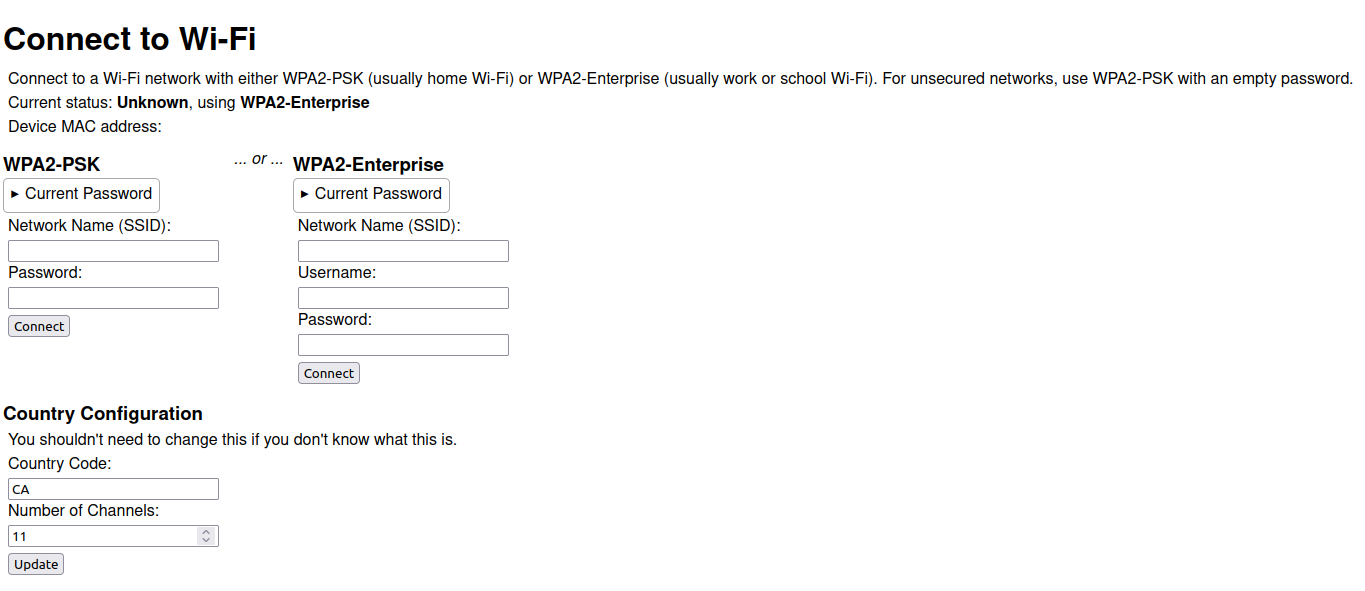 Connect to Wi-Fi
Connect to a Wi-Fi network with either WPA2-PSK (usually home Wi-Fi) or WPA2-Enterprise (usually work or school Wi-Fi). For unsecured networks, use WPA2-PSK with an empty password.
Current status: Unknown, using WPA2-Enterprise
Device MAC address:
WPA2-PSK
▸ Current Password
Network Name (SSID):
Password:
Connect
... or ...
WPA2-Enterprise
▸ Current Password
Network Name (SSID):
Username:
Password:
Connect
Country Configuration
You shouldn't need to change this if you don't know what this is.
Country Code:
CA
Number of Channels:
11
Update